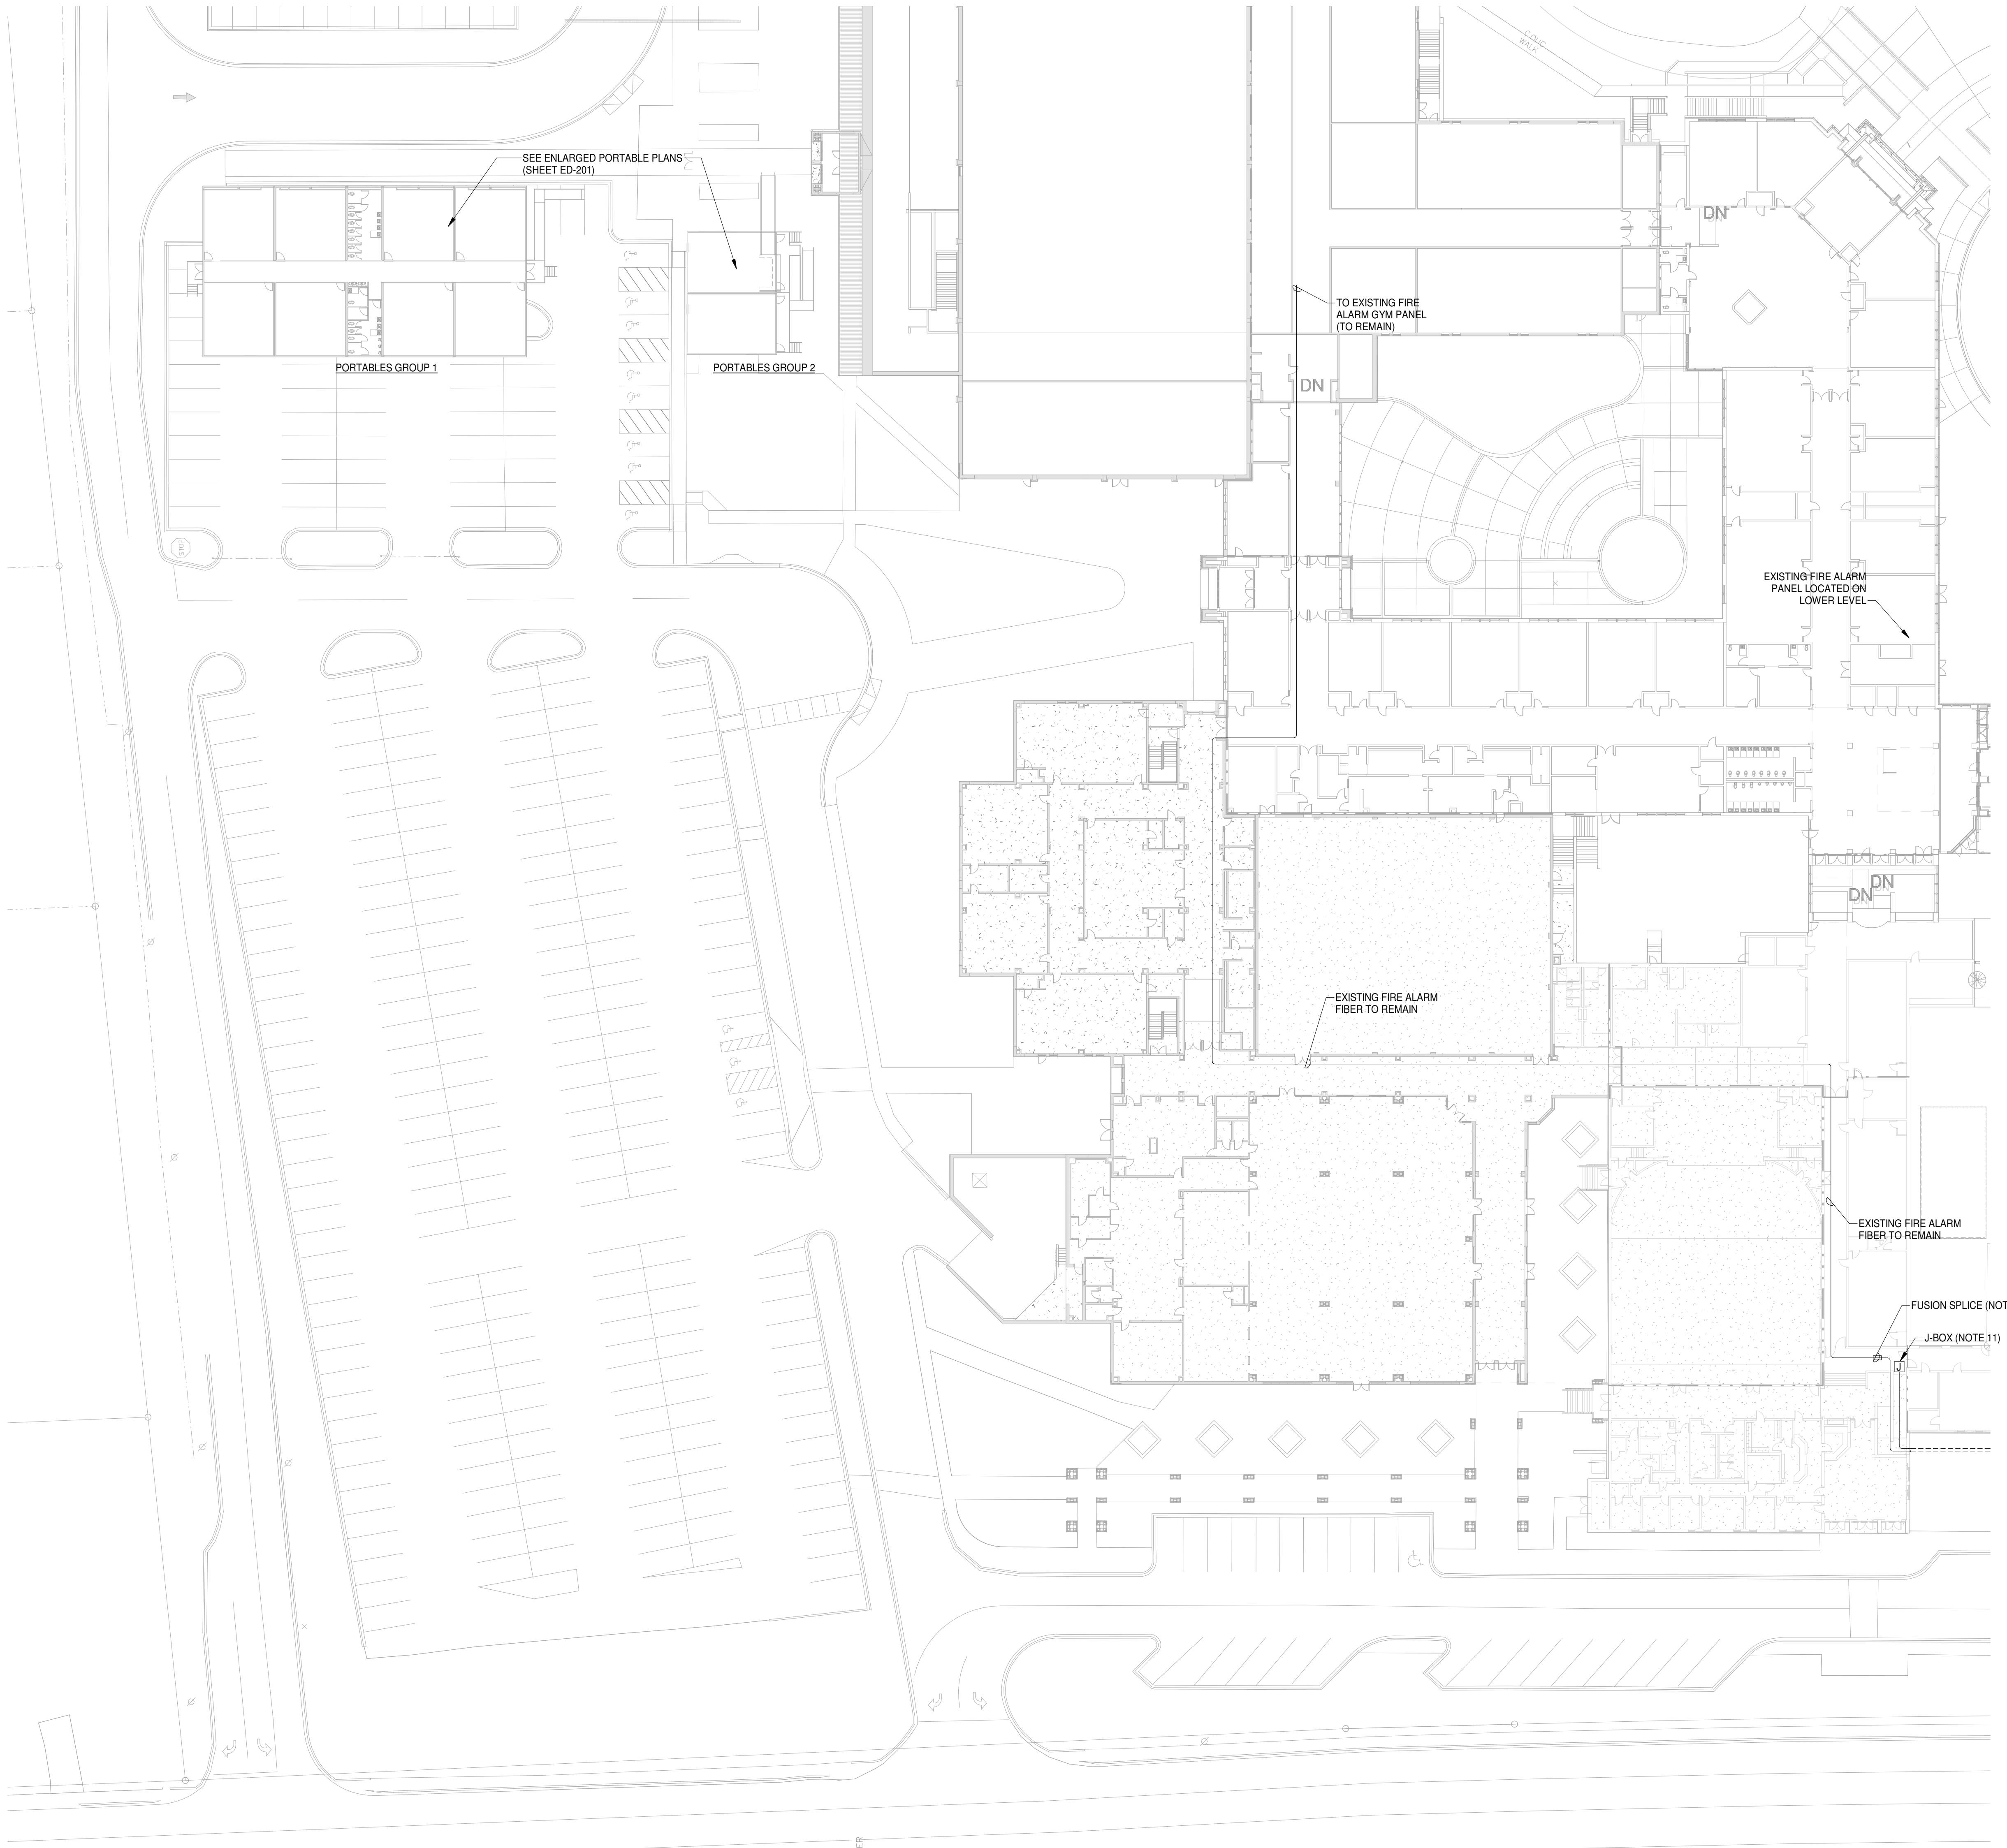 CONC
WALK
SEE ENLARGED PORTABLE PLANS
(SHEET ED-201)
DN
TO EXISTING FIRE
ALARM GYM PANEL
(TO REMAIN)
PORTABLES GROUP 1
PORTABLES GROUP 2
DN
STOP
EXISTING FIRE ALARM
PANEL LOCATED ON
LOWER LEVEL
DN
DN
EXISTING FIRE ALARM
FIBER TO REMAIN
EXISTING FIRE ALARM
FIBER TO REMAIN
FUSION SPLICE (NOT
J-BOX (NOTE 11)
J